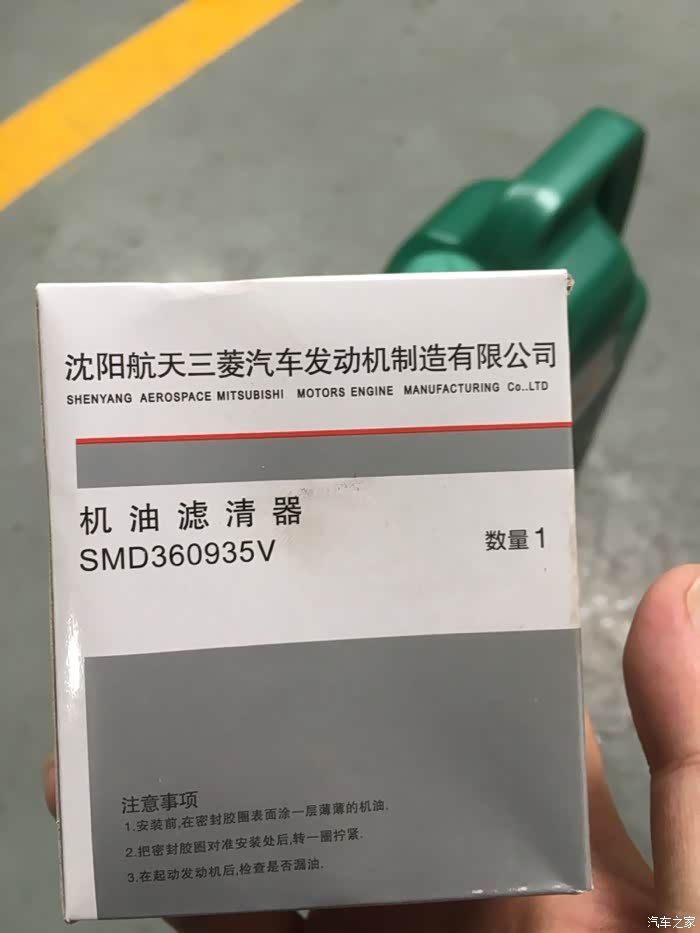 沈阳航天三菱汽车发动机制造有限公司
SHENYANG AEROSPACE MITSUBISHI MOTORS ENGINE MANUFACTURING Co..LTD
机油滤清器
SMD360935V
数量1
注意事项
1.安装前,在密封胶圈表面涂一层薄薄的机油.
2.把密封胶圈对准安装处后,转一圈拧紧.
3.在起动发动机后,检查是否漏油.
汽车之家